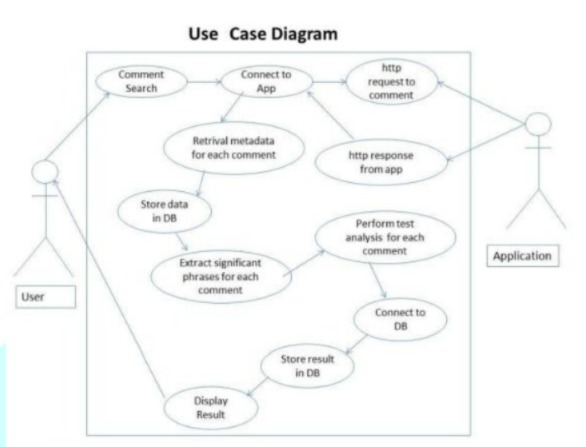 Use Case Diagram
Comment
Search
Connect to
App
http
request to
comment
Retrival metadata
for each comment
http response
from app
Store data
in DB
Perform test
analysis for each
comment
Extract significant
phrases for each
comment
Application
User
Connect to
DB
Store result
in DB
Display
Result